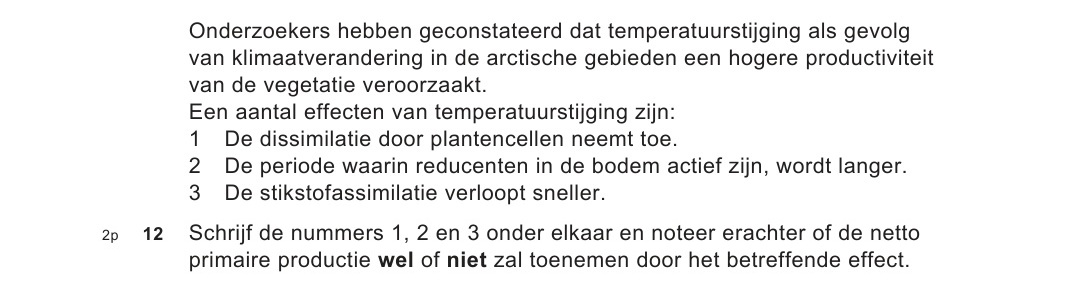 Onderzoekers hebben geconstateerd dat temperatuurstijging als gevolg
van klimaatverandering in de arctische gebieden een hogere productiviteit
van de vegetatie veroorzaakt.
Een aantal effecten van temperatuurstijging zijn:
1 De dissimilatie door plantencellen neemt toe.
2 De periode waarin reducenten in de bodem actief zijn, wordt langer.
3 De stikstofassimilatie verloopt sneller.
2p 12 Schrijf de nummers 1, 2 en 3 onder elkaar en noteer erachter of de netto
primaire productie wel of niet zal toenemen door het betreffende effect.